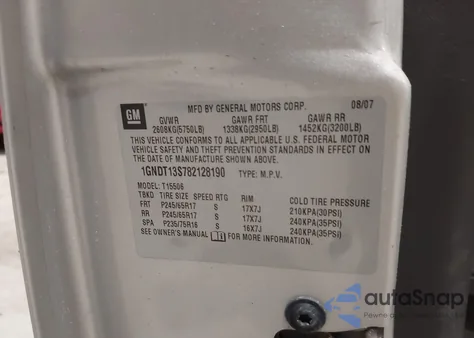 GM
MFD BY GENERAL MOTORS CORP. 08/07
GVWR GAWR FRT GAWR RR
2608KG(5750LB) 1338KG(2950LB) 1452KG(3200LB)
THIS VEHICLE CONFORMS TO ALL APPLICABLE U.S. FEDERAL MOTOR
VEHICLE SAFETY AND THEFT PREVENTION STANDARDS IN EFFECT ON
THE DATE OF MANUFACTURE SHOWN ABOVE.
1GNDT13S782128190 TYPE: M.P.V.
MODEL: T15506
TBKD TIRE SIZE SPEED RTG RIM COLD TIRE PRESSURE
FRT P245/65R17 S 17X7J 210KPA(30PSI)
RR P245/65R17 S 17X7J 240KPA(35PSI)
SPA P235/75R16 S 16X7J 240KPA(35PSI)
SEE OWNER'S MANUAL FOR MORE INFORMATION.
autoSnap